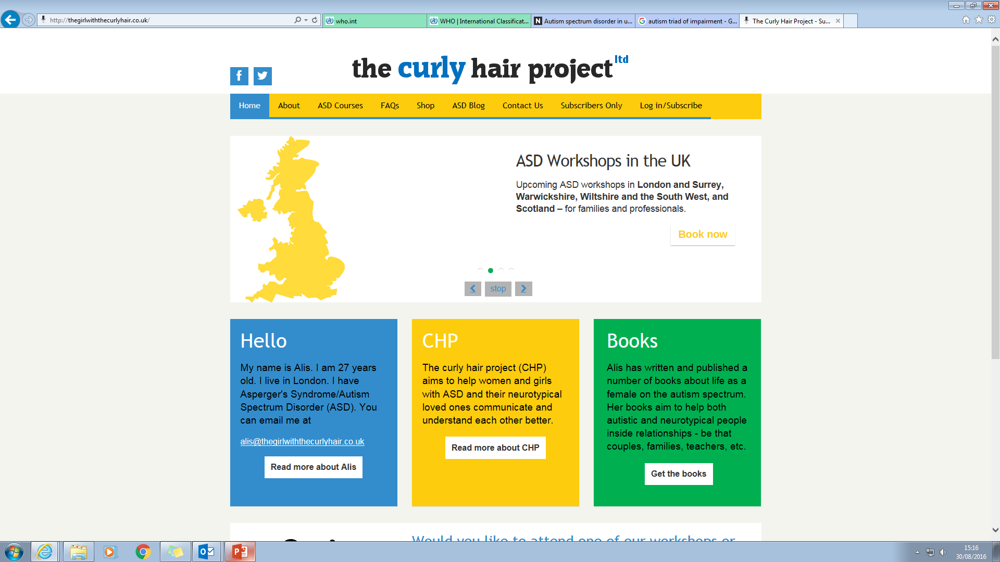 http://thegirlwiththecurlyhair.co.uk/
who.int
WHO | International Classificat...
Autism spectrum disorder in u...
autism triad of impairment - G...
The Curly Hair Project - Su...
the curly hair project ltd
Home
About
ASD Courses
FAQs
Shop
ASD Blog
Contact Us
Subscribers Only
Log in/Subscribe
ASD Workshops in the UK
Upcoming ASD workshops in London and Surrey,
Warwickshire, Wiltshire and the South West, and
Scotland – for families and professionals.
Book now
stop
Hello
My name is Alis. I am 27 years
old. I live in London. I have
Asperger's Syndrome/Autism
Spectrum Disorder (ASD). You
can email me at
alis@thegirlwiththecurlyhair.co.uk
Read more about Alis
CHP
The curly hair project (CHP)
aims to help women and girls
with ASD and their neurotypical
loved ones communicate and
understand each other better.
Read more about CHP
Books
Alis has written and published a
number of books about life as a
female on the autism spectrum.
Her books aim to help both
autistic and neurotypical people
inside relationships - be that
couples, families, teachers, etc.
Get the books
Would you like to attend one of our workshops or
15:16
30/08/2016